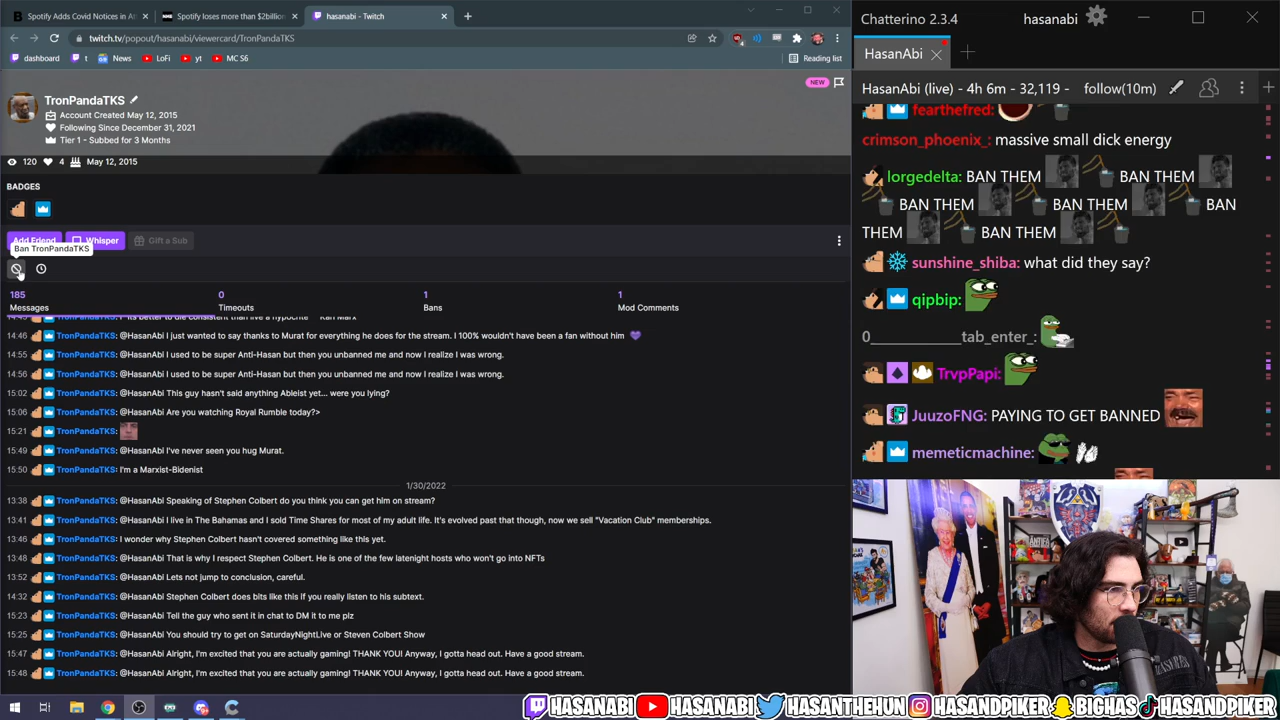 Spotify Adds Covid Notices in At
Spotify loses more than $2billion
hasanabi - Twitch
twitch.tv/popout/hasanabi/viewercard/TronPandaTKS
dashboard
t
News
LoFi
yt
MC S6
Reading list
TronPandaTKS
NEW
Account Created May 12, 2015
Following Since December 31, 2021
Tier 1 - Subbed for 3 Months
120
4
May 12, 2015
BADGES
Add Friend
Whisper
Gift a Sub
Ban TronPandaTKS
185
0
1
1
Messages
Timeouts
Bans
Mod Comments
14:46 TronPandaTKS: @HasanAbi I just wanted to say thanks to Murat for everything he does for the stream. I 100% wouldn't have been a fan without him
14:55 TronPandaTKS: @HasanAbi I used to be super Anti-Hasan but then you unbanned me and now I realize I was wrong.
14:56 TronPandaTKS: @HasanAbi I used to be super Anti-Hasan but then you unbanned me and now I realize I was wrong.
15:02 TronPandaTKS: @HasanAbi This guy hasn't said anything Ableist yet... were you lying?
15:06 TronPandaTKS: @HasanAbi Are you watching Royal Rumble today?>
15:21 TronPandaTKS:
15:49 TronPandaTKS: @HasanAbi I've never seen you hug Murat.
15:50 TronPandaTKS: I'm a Marxist-Bidenist
1/30/2022
13:38 TronPandaTKS: @HasanAbi Speaking of Stephen Colbert do you think you can get him on stream?
13:41 TronPandaTKS: @HasanAbi I live in The Bahamas and I sold Time Shares for most of my adult life. It's evolved past that though, now we sell "Vacation Club" memberships.
13:46 TronPandaTKS: I wonder why Stephen Colbert hasn't covered something like this yet.
13:48 TronPandaTKS: @HasanAbi That is why I respect Stephen Colbert. He is one of the few latenight hosts who won't go into NFTs
13:52 TronPandaTKS: @HasanAbi Lets not jump to conclusion, careful.
14:32 TronPandaTKS: @HasanAbi Stephen Colbert does bits like this if you really listen to his subtext.
15:23 TronPandaTKS: @HasanAbi Tell the guy who sent it in chat to DM it to me plz
15:25 TronPandaTKS: @HasanAbi You should try to get on SaturdayNightLive or Steven Colbert Show
15:47 TronPandaTKS: @HasanAbi Alright, I'm excited that you are actually gaming! THANK YOU! Anyway, I gotta head out. Have a good stream.
15:48 TronPandaTKS: @HasanAbi Alright, I'm excited that you are actually gaming! THANK YOU! Anyway, I gotta head out. Have a good stream.
Chatterino 2.3.4
hasanabi
HasanAbi
HasanAbi (live) - 4h 6m - 32,119 -
follow(10m)
fearthefred:
crimson_phoenix_: massive small dick energy
lorgedelta: BAN THEM BAN THEM
BAN THEM BAN THEM BAN
THEM BAN THEM
sunshine_shiba: what did they say?
qipbip:
0______________tab_enter_:
TrvpPapi:
JuuzoFNG: PAYING TO GET BANNED
memeticmachine:
HASANABI
HASANABI
HASANTHEHUN
HASANDPIKER
BIGHAS
HASANDPIKER